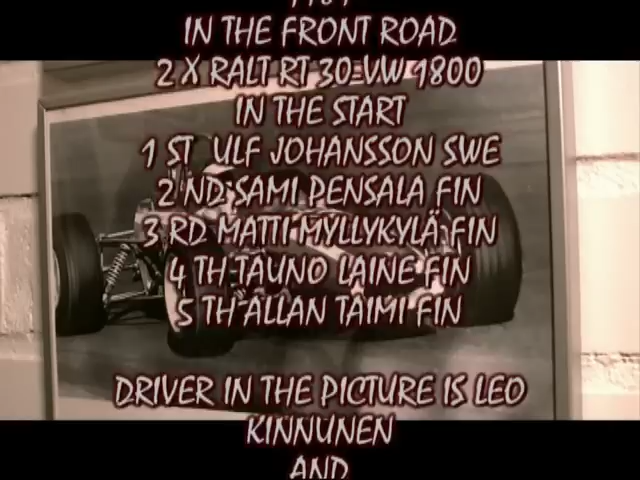 IN THE FRONT ROAD
2 X RALT RT 30 VW 1800
IN THE START
1 ST ULF JOHANSSON SWE
2 ND SAMI PENSALA FIN
3 RD MATTI MYLLYKYLÄ FIN
4 TH TAUNO LAINE FIN
5 TH ALLAN TAIMI FIN
DRIVER IN THE PICTURE IS LEO
KINNUNEN
AND